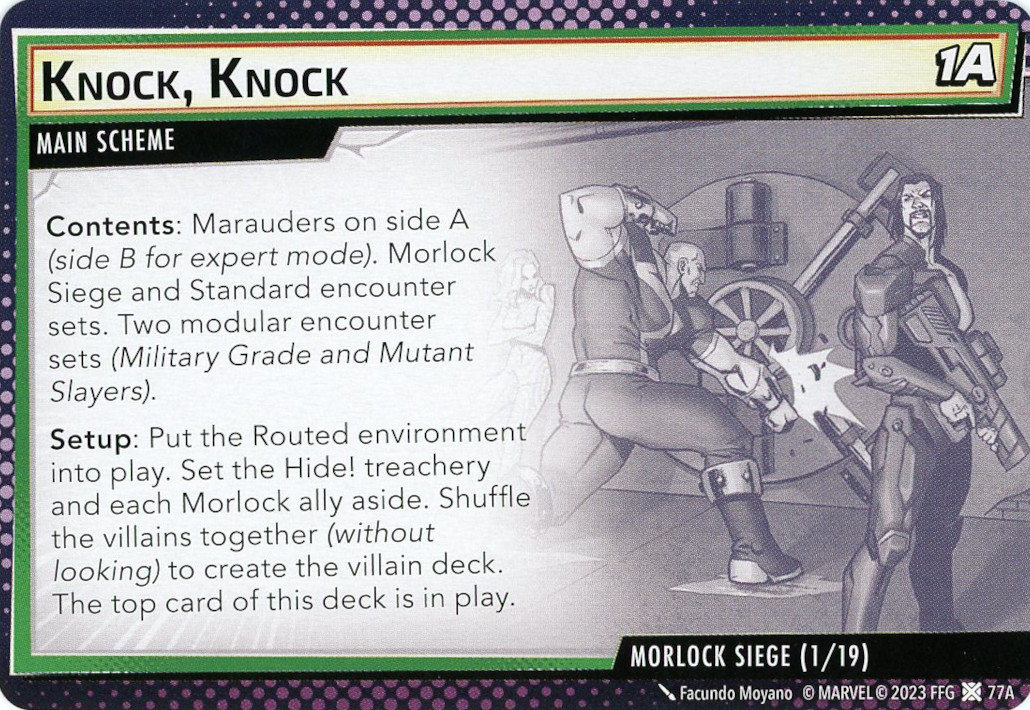 KNOCK, KNOCK
1A
MAIN SCHEME
Contents: Marauders on side A
(side B for expert mode). Morlock
Siege and Standard encounter
sets. Two modular encounter
sets (Military Grade and Mutant
Slayers).
Setup: Put the Routed environment
into play. Set the Hide! treachery
and each Morlock ally aside. Shuffle
the villains together (without
looking) to create the villain deck.
The top card of this deck is in play.
MORLOCK SIEGE (1/19)
Facundo Moyano © MARVEL © 2023 FFG 77A